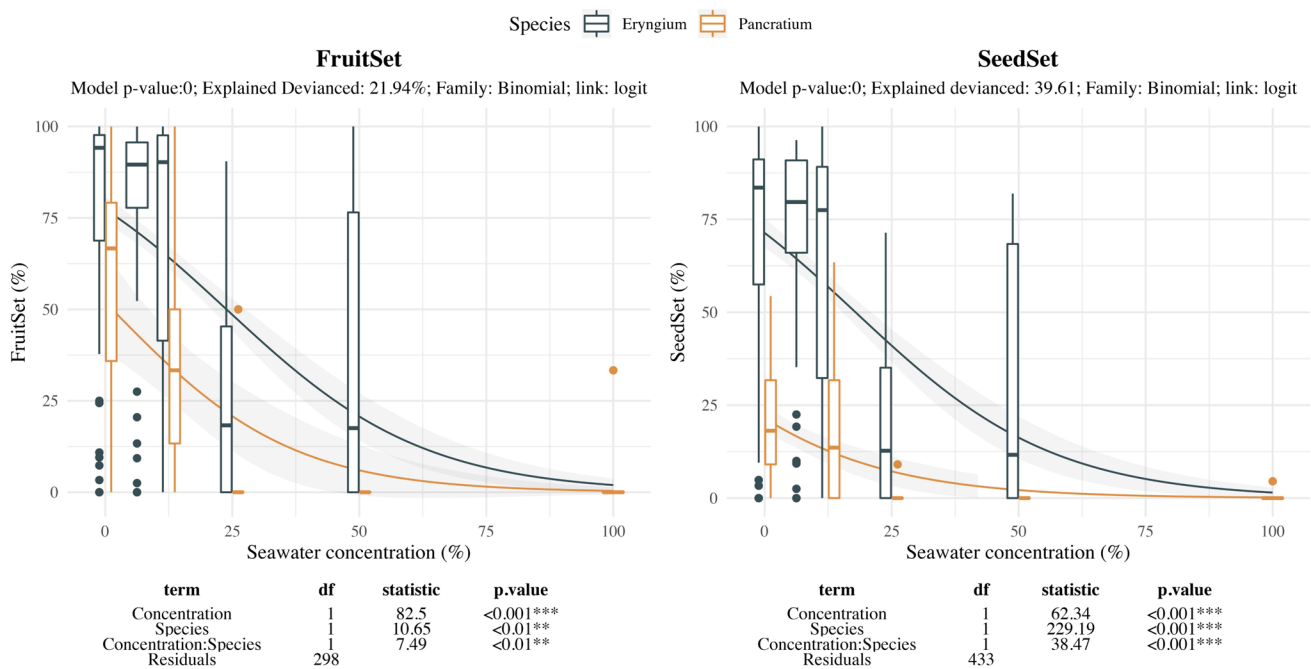 Species Eryngium Pancratium
FruitSet
Model p-value:0; Explained Devianced: 21.94%; Family: Binomial; link: logit
FruitSet (%)
100
75
50
25
0
0 25 50 75 100
Seawater concentration (%)
term df statistic p.value
Concentration 1 82.5 <0.001***
Species 1 10.65 <0.01**
Concentration:Species 1 7.49 <0.01**
Residuals 298
SeedSet
Model p-value:0; Explained devianced: 39.61; Family: Binomial; link: logit
SeedSet (%)
100
75
50
25
0
0 25 50 75 100
Seawater concentration (%)
term df statistic p.value
Concentration 1 62.34 <0.001***
Species 1 229.19 <0.001***
Concentration:Species 1 38.47 <0.001***
Residuals 433